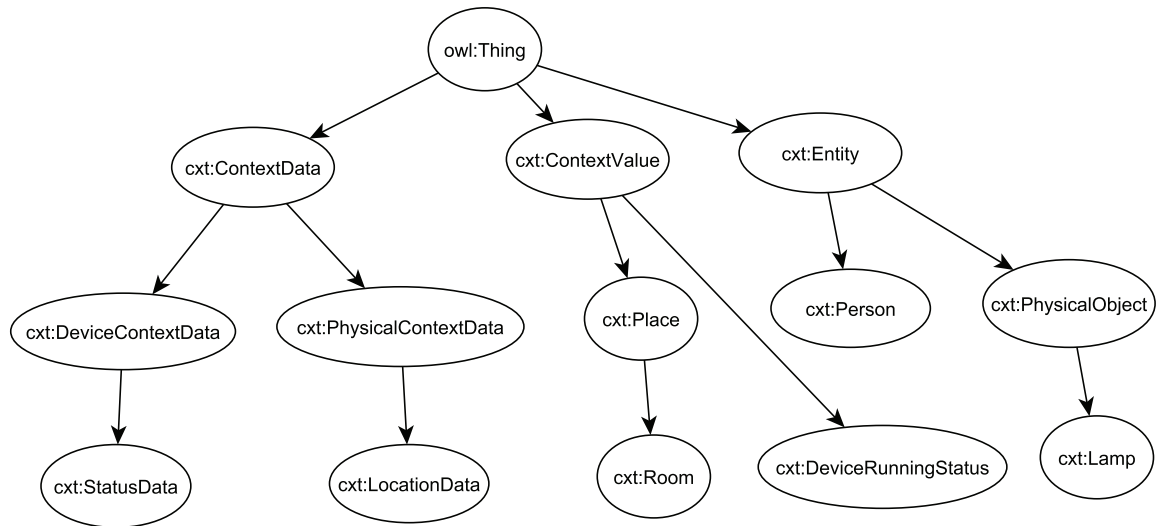 owl:Thing
cxt:ContextData
cxt:ContextValue
cxt:Entity
cxt:DeviceContextData
cxt:PhysicalContextData
cxt:Place
cxt:Person
cxt:PhysicalObject
cxt:StatusData
cxt:LocationData
cxt:Room
cxt:DeviceRunningStatus
cxt:Lamp